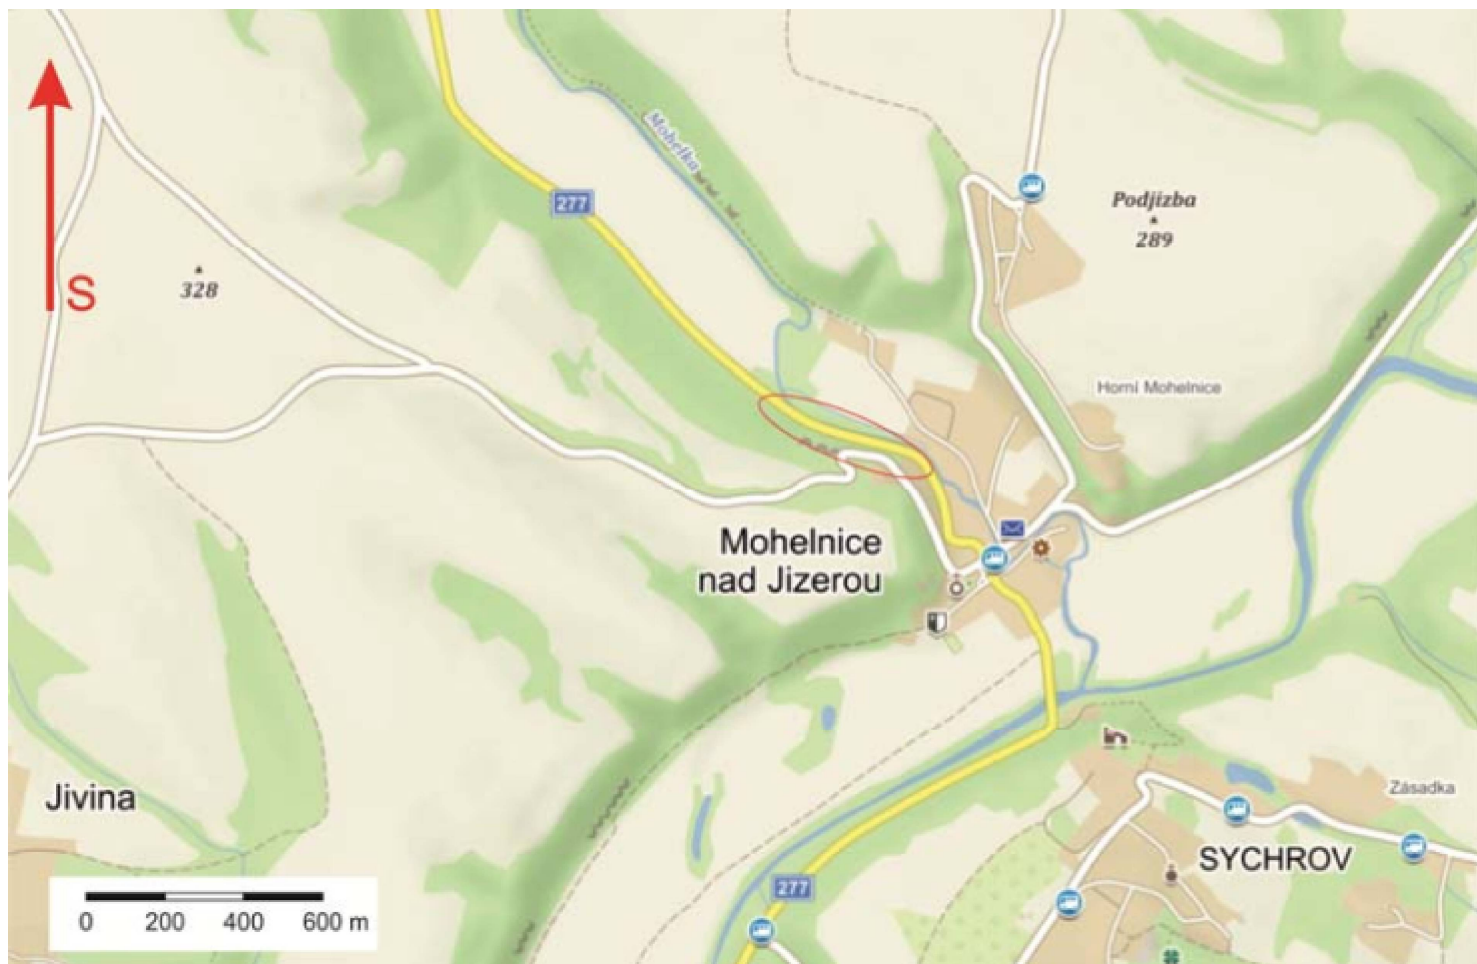 Mohelka
277
Podjizba
289
S
328
Horní Mohelnice
Mohelnice
nad Jizerou
Jivina
Zásadka
SYCHROV
277
0 200 400 600 m